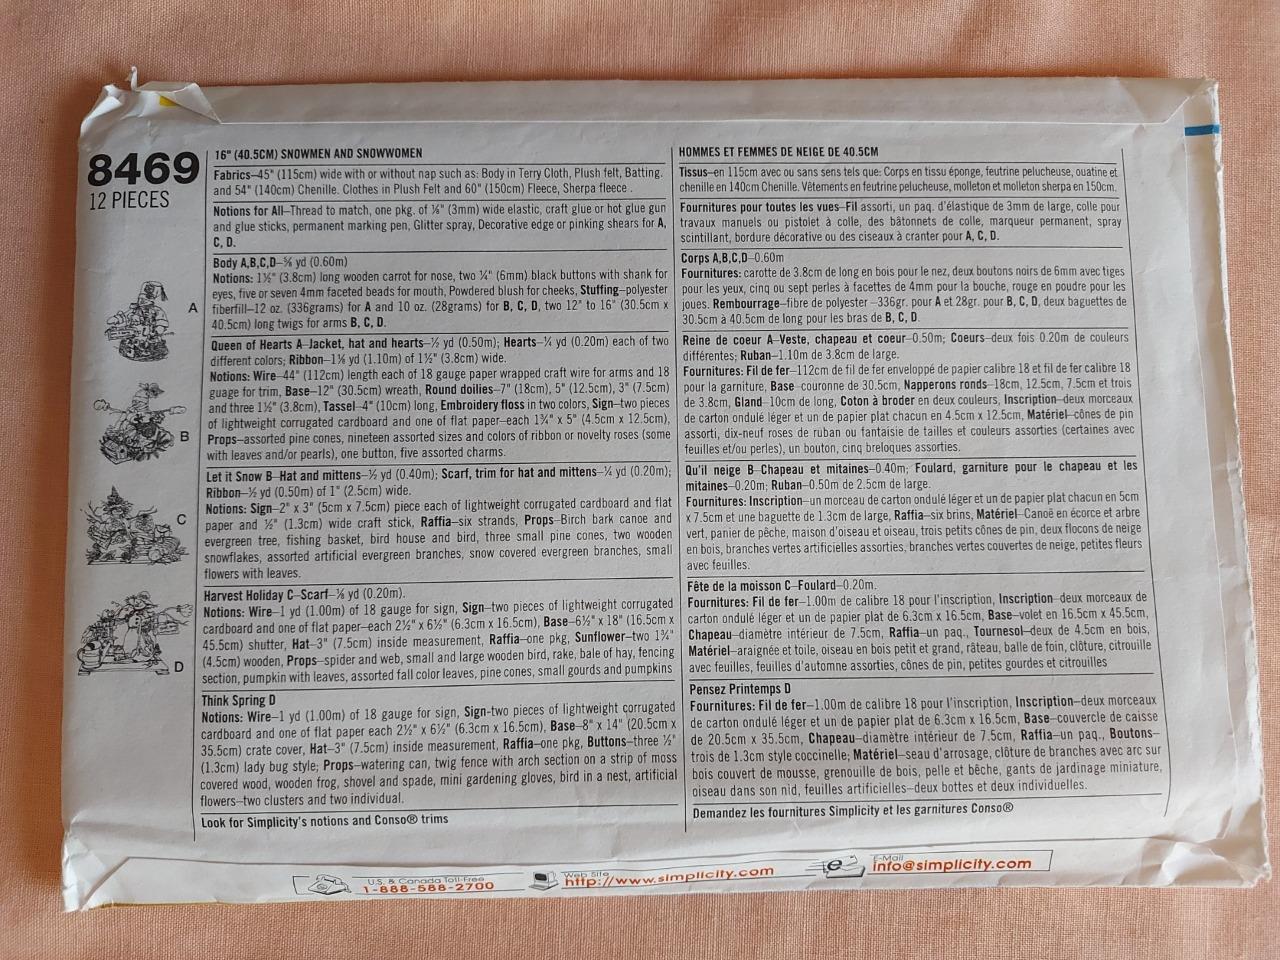 8469
12 PIECES
A
B
C
D
16" (40.5CM) SNOWMEN AND SNOWWOMEN
Fabrics–45" (115cm) wide with or without nap such as: Body in Terry Cloth, Plush felt, Batting.
and 54" (140cm) Chenille. Clothes in Plush Felt and 60" (150cm) Fleece, Sherpa fleece .
Notions for All–Thread to match, one pkg. of ⅛" (3mm) wide elastic, craft glue or hot glue gun
and glue sticks, permanent marking pen, Glitter spray, Decorative edge or pinking shears for A,
C, D.
Body A,B,C,D–⅝ yd (0.60m)
Notions: 1½" (3.8cm) long wooden carrot for nose, two ¼" (6mm) black buttons with shank for
eyes, five or seven 4mm faceted beads for mouth, Powdered blush for cheeks, Stuffing–polyester
fiberfill–12 oz. (336grams) for A and 10 oz. (28grams) for B, C, D, two 12" to 16" (30.5cm x
40.5cm) long twigs for arms B, C, D.
Queen of Hearts A–Jacket, hat and hearts–½ yd (0.50m); Hearts–¼ yd (0.20m) each of two
different colors; Ribbon–1⅛ yd (1.10m) of 1½" (3.8cm) wide.
Notions: Wire–44" (112cm) length each of 18 gauge paper wrapped craft wire for arms and 18
guage for trim, Base–12" (30.5cm) wreath, Round doilies–7" (18cm), 5" (12.5cm), 3" (7.5cm)
and three 1½" (3.8cm), Tassel–4" (10cm) long, Embroidery floss in two colors, Sign–two pieces
of lightweight corrugated cardboard and one of flat paper–each 1¾" x 5" (4.5cm x 12.5cm),
Props–assorted pine cones, nineteen assorted sizes and colors of ribbon or novelty roses (some
with leaves and/or pearls), one button, five assorted charms.
Let it Snow B–Hat and mittens–½ yd (0.40m); Scarf, trim for hat and mittens–¼ yd (0.20m);
Ribbon–½ yd (0.50m) of 1" (2.5cm) wide.
Notions: Sign–2" x 3" (5cm x 7.5cm) piece each of lightweight corrugated cardboard and flat
paper and ½" (1.3cm) wide craft stick, Raffia–six strands, Props–Birch bark canoe and
evergreen tree, fishing basket, bird house and bird, three small pine cones, two wooden
snowflakes, assorted artificial evergreen branches, snow covered evergreen branches, small
flowers with leaves.
Harvest Holiday C–Scarf–⅛ yd (0.20m).
Notions: Wire–1 yd (1.00m) of 18 gauge for sign, Sign–two pieces of lightweight corrugated
cardboard and one of flat paper–each 2½" x 6½" (6.3cm x 16.5cm), Base–6½" x 18" (16.5cm x
45.5cm) shutter, Hat–3" (7.5cm) inside measurement, Raffia–one pkg, Sunflower–two 1¾"
(4.5cm) wooden, Props–spider and web, small and large wooden bird, rake, bale of hay, fencing
section, pumpkin with leaves, assorted fall color leaves, pine cones, small gourds and pumpkins
Think Spring D
Notions: Wire–1 yd (1.00m) of 18 gauge for sign, Sign-two pieces of lightweight corrugated
cardboard and one of flat paper each 2½" x 6½" (6.3cm x 16.5cm), Base–8" x 14" (20.5cm x
35.5cm) crate cover, Hat–3" (7.5cm) inside measurement, Raffia–one pkg, Buttons–three ½"
(1.3cm) lady bug style; Props–watering can, twig fence with arch section on a strip of moss
covered wood, wooden frog, shovel and spade, mini gardening gloves, bird in a nest, artificial
flowers–two clusters and two individual.
Look for Simplicity's notions and Conso® trims
HOMMES ET FEMMES DE NEIGE DE 40.5CM
Tissus–en 115cm avec ou sans sens tels que: Corps en tissu éponge, feutrine pelucheuse, ouatine et
chenille en 140cm Chenille. Vêtements en feutrine pelucheuse, molleton et molleton sherpa en 150cm.
Fournitures pour toutes les vues–Fil assorti, un paq. d'élastique de 3mm de large, colle pour
travaux manuels ou pistolet à colle, des bâtonnets de colle, marqueur permanent, spray
scintillant, bordure décorative ou des ciseaux à cranter pour A, C, D.
Corps A,B,C,D–0.60m
Fournitures: carotte de 3.8cm de long en bois pour le nez, deux boutons noirs de 6mm avec tiges
pour les yeux, cinq ou sept perles à facettes de 4mm pour la bouche, rouge en poudre pour les
joues. Rembourrage–fibre de polyester –336gr. pour A et 28gr. pour B, C, D, deux baguettes de
30.5cm à 40.5cm de long pour les bras de B, C, D.
Reine de coeur A–Veste, chapeau et coeur–0.50m; Coeurs–deux fois 0.20m de couleurs
différentes; Ruban–1.10m de 3.8cm de large.
Fournitures: Fil de fer–112cm de fil de fer enveloppé de papier calibre 18 et fil de fer calibre 18
pour la garniture, Base–couronne de 30.5cm, Napperons ronds–18cm, 12.5cm, 7.5cm et trois
de 3.8cm, Gland–10cm de long, Coton à broder en deux couleurs, Inscription–deux morceaux
de carton ondulé léger et un de papier plat chacun en 4.5cm x 12.5cm, Matériel–cônes de pin
assorti, dix-neuf roses de ruban ou fantaisie de tailles et couleurs assorties (certaines avec
feuilles et/ou perles), un bouton, cinq breloques assorties.
Qu'il neige B–Chapeau et mitaines–0.40m; Foulard, garniture pour le chapeau et les
mitaines–0.20m; Ruban–0.50m de 2.5cm de large.
Fournitures: Inscription–un morceau de carton ondulé léger et un de papier plat chacun en 5cm
x 7.5cm et une baguette de 1.3cm de large, Raffia–six brins, Matériel–Canoë en écorce et arbre
vert, panier de pêche, maison d'oiseau et oiseau, trois petits cônes de pin, deux flocons de neige
en bois, branches vertes artificielles assorties, branches vertes couvertes de neige, petites fleurs
avec feuilles.
Fête de la moisson C–Foulard–0.20m.
Fournitures: Fil de fer–1.00m de calibre 18 pour l'inscription, Inscription–deux morceaux de
carton ondulé léger et un de papier plat de 6.3cm x 16.5cm, Base–volet en 16.5cm x 45.5cm,
Chapeau–diamètre intérieur de 7.5cm, Raffia–un paq., Tournesol–deux de 4.5cm en bois,
Matériel–araignée et toile, oiseau en bois petit et grand, râteau, balle de foin, clôture, citrouille
avec feuilles, feuilles d'automne assorties, cônes de pin, petites gourdes et citrouilles
Pensez Printemps D
Fournitures: Fil de fer–1.00m de calibre 18 pour l'inscription, Inscription–deux morceaux
de carton ondulé léger et un de papier plat de 6.3cm x 16.5cm, Base–couvercle de caisse
de 20.5cm x 35.5cm, Chapeau–diamètre intérieur de 7.5cm, Raffia–un paq., Boutons–
trois de 1.3cm style coccinelle; Matériel–seau d'arrosage, clôture de branches avec arc sur
bois couvert de mousse, grenouille de bois, pelle et bêche, gants de jardinage miniature,
oiseau dans son nid, feuilles artificielles–deux bottes et deux individuelles.
Demandez les fournitures Simplicity et les garnitures Conso®
U.S. & Canada Toll-Free
1-888-588-2700
Web Site
http://www.simplicity.com
E-Mail
info@simplicity.com